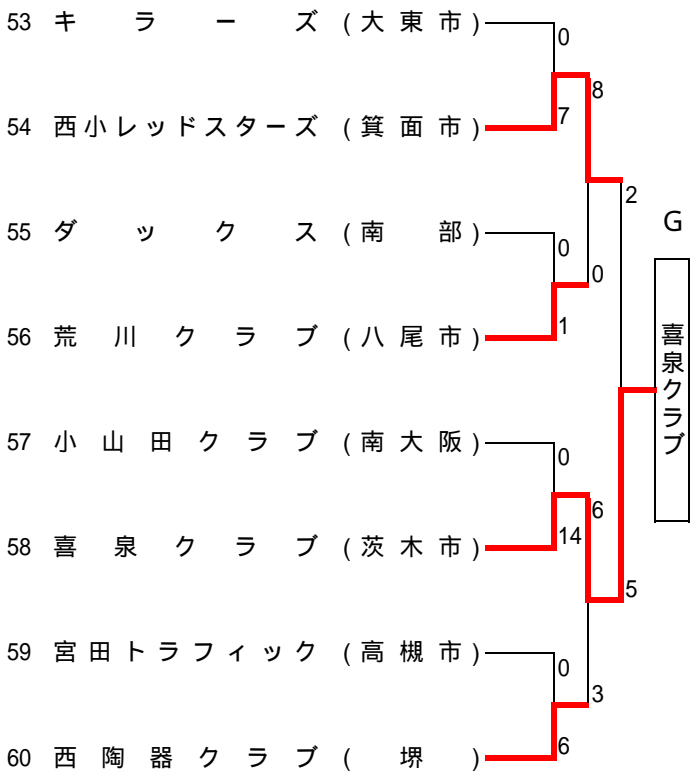 53 キラーズ (大東市)
0
8
54 西小レッドスターズ (箕面市)
7
2
G
55 ダックス (南部)
0
0
56 荒川クラブ (八尾市)
1
喜泉クラブ
57 小山田クラブ (南大阪)
0
6
58 喜泉クラブ (茨木市)
14
5
59 宮田トラフィック (高槻市)
0
3
60 西陶器クラブ (堺)
6